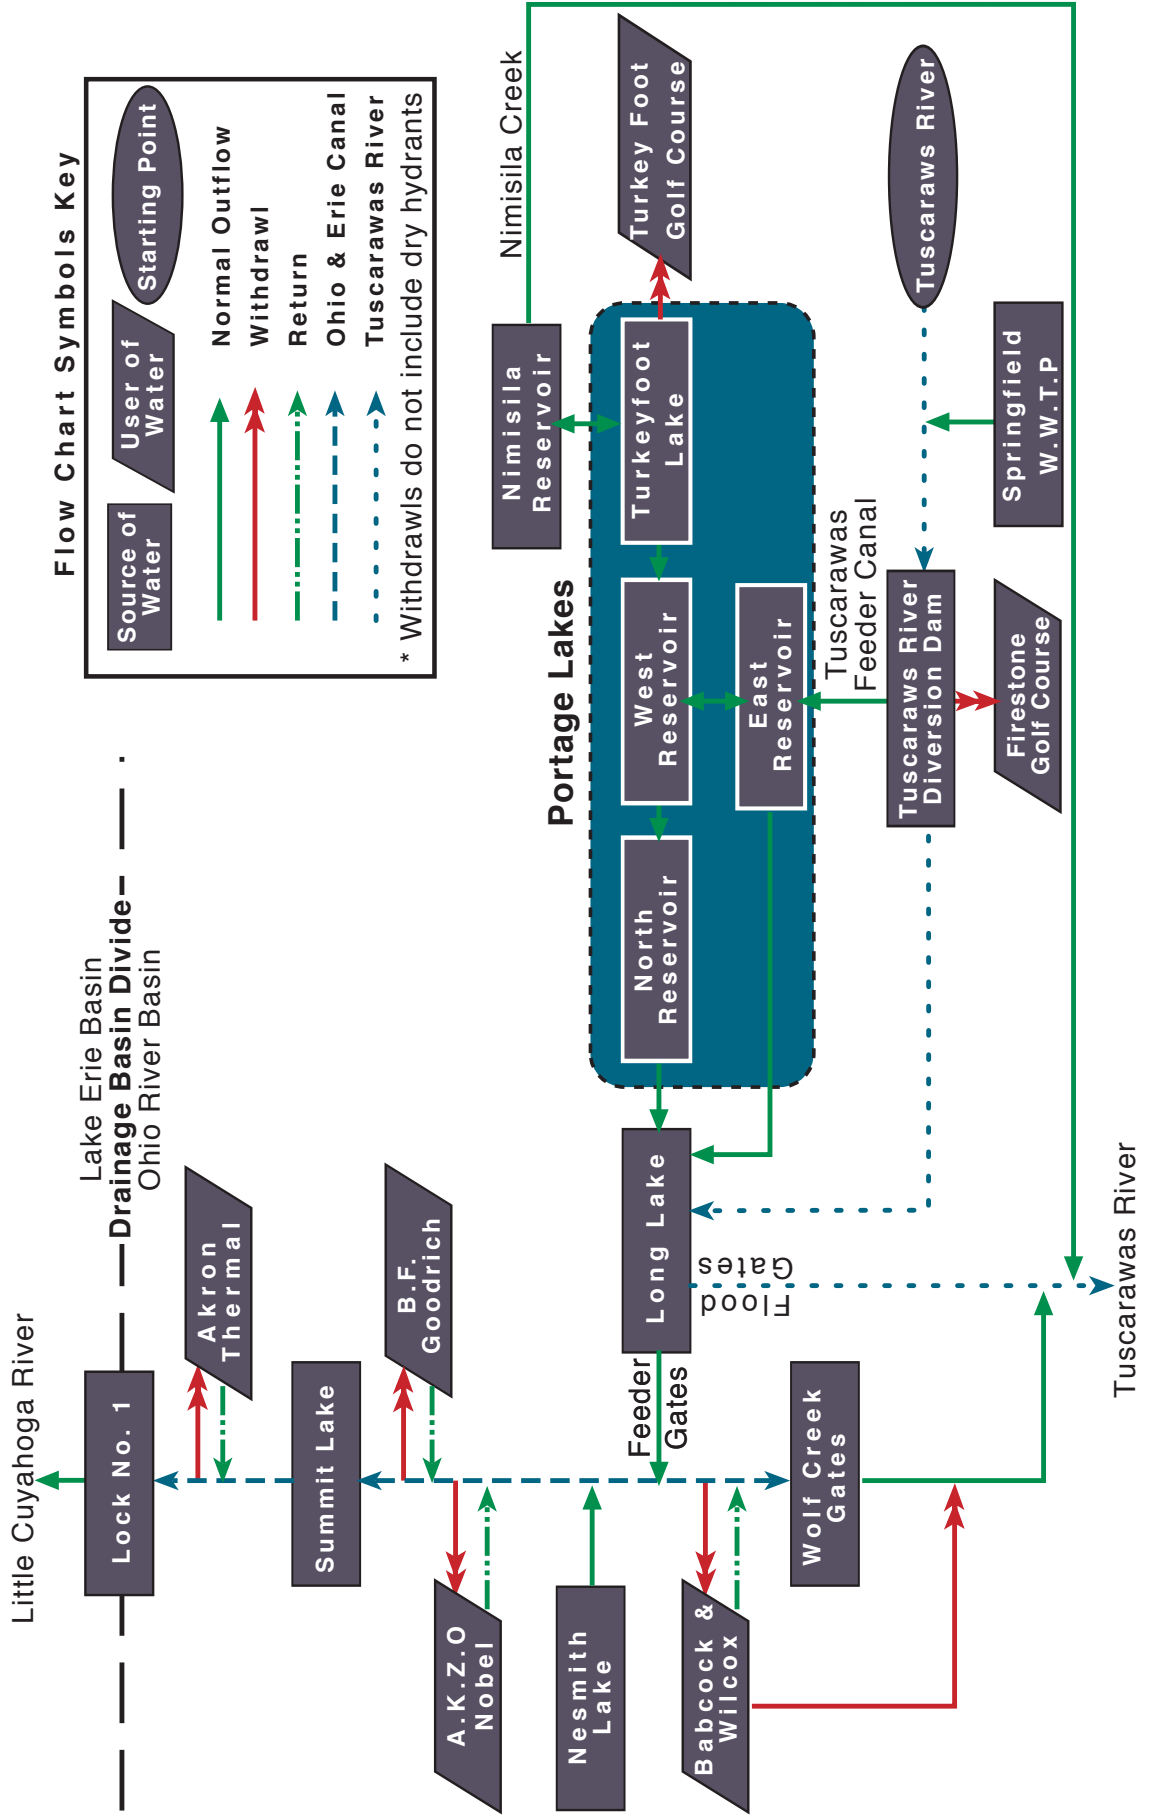 Flow Chart Symbols Key
Source of
Water
User of
Water
Starting Point
Normal Outflow
Withdrawl
Return
Ohio & Erie Canal
Tuscarawas River
* Withdrawls do not include dry hydrants
Little Cuyahoga River
Lake Erie Basin
Drainage Basin Divide
Ohio River Basin
Lock No. 1
Akron
Thermal
Summit Lake
B.F.
Goodrich
A.K.Z.O
Nobel
Nesmith
Lake
Babcock &
Wilcox
Wolf Creek
Gates
Feeder
Gates
Long Lake
Flood
Gates
Tuscarawas River
Portage Lakes
North
Reservoir
West
Reservoir
East
Reservoir
Turkeyfoot
Lake
Nimisila
Reservoir
Nimisila Creek
Turkey Foot
Golf Course
Tuscarawas
Feeder Canal
Tuscaraws River
Diversion Dam
Firestone
Golf Course
Springfield
W.W.T.P
Tuscaraws River